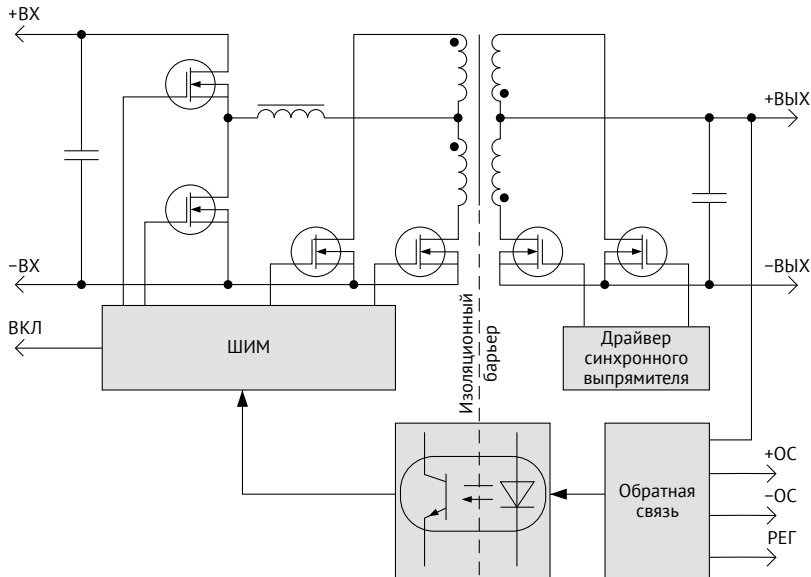 +ВХ
+ВЫХ
−ВХ
−ВЫХ
ВКЛ
ШИМ
Изоляционный
барьер
Драйвер
синхронного
выпрямителя
Обратная
связь
+ОС
−ОС
РЕГ